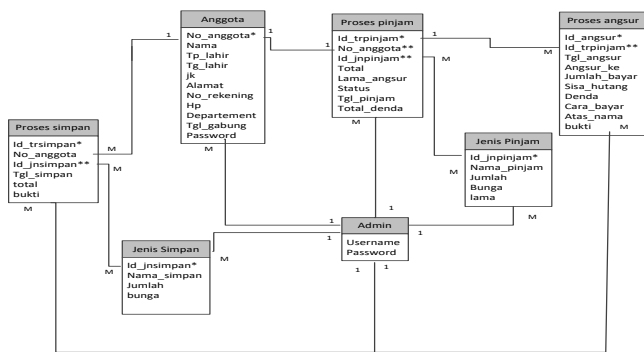 Anggota
No_anggota*
Nama
Tp_lahir
Tg_lahir
jk
Alamat
No_rekening
Hp
Departement
Tgl_gabung
Password
Proses pinjam
Id_trpinjam*
No_anggota**
Id_jnpinjam**
Total
Lama_angsur
Status
Tgl_pinjam
Total_denda
Proses angsur
Id_angsur*
Id_trpinjam**
Tgl_angsur
Angsur_ke
Jumlah_bayar
Sisa_hutang
Denda
Cara_bayar
Atas_nama
bukti
Proses simpan
Id_trsimpan*
No_anggota
Id_jnsimpan**
Tgl_simpan
total
bukti
Jenis Pinjam
Id_jnpinjam*
Nama_pinjam
Jumlah
Bunga
lama
Jenis Simpan
Id_jnsimpan*
Nama_simpan
Jumlah
bunga
Admin
Username
Password
1
1
M
1
M
M
M
M
M
M
M
M
M
M
M
1
1
1
1
1
1